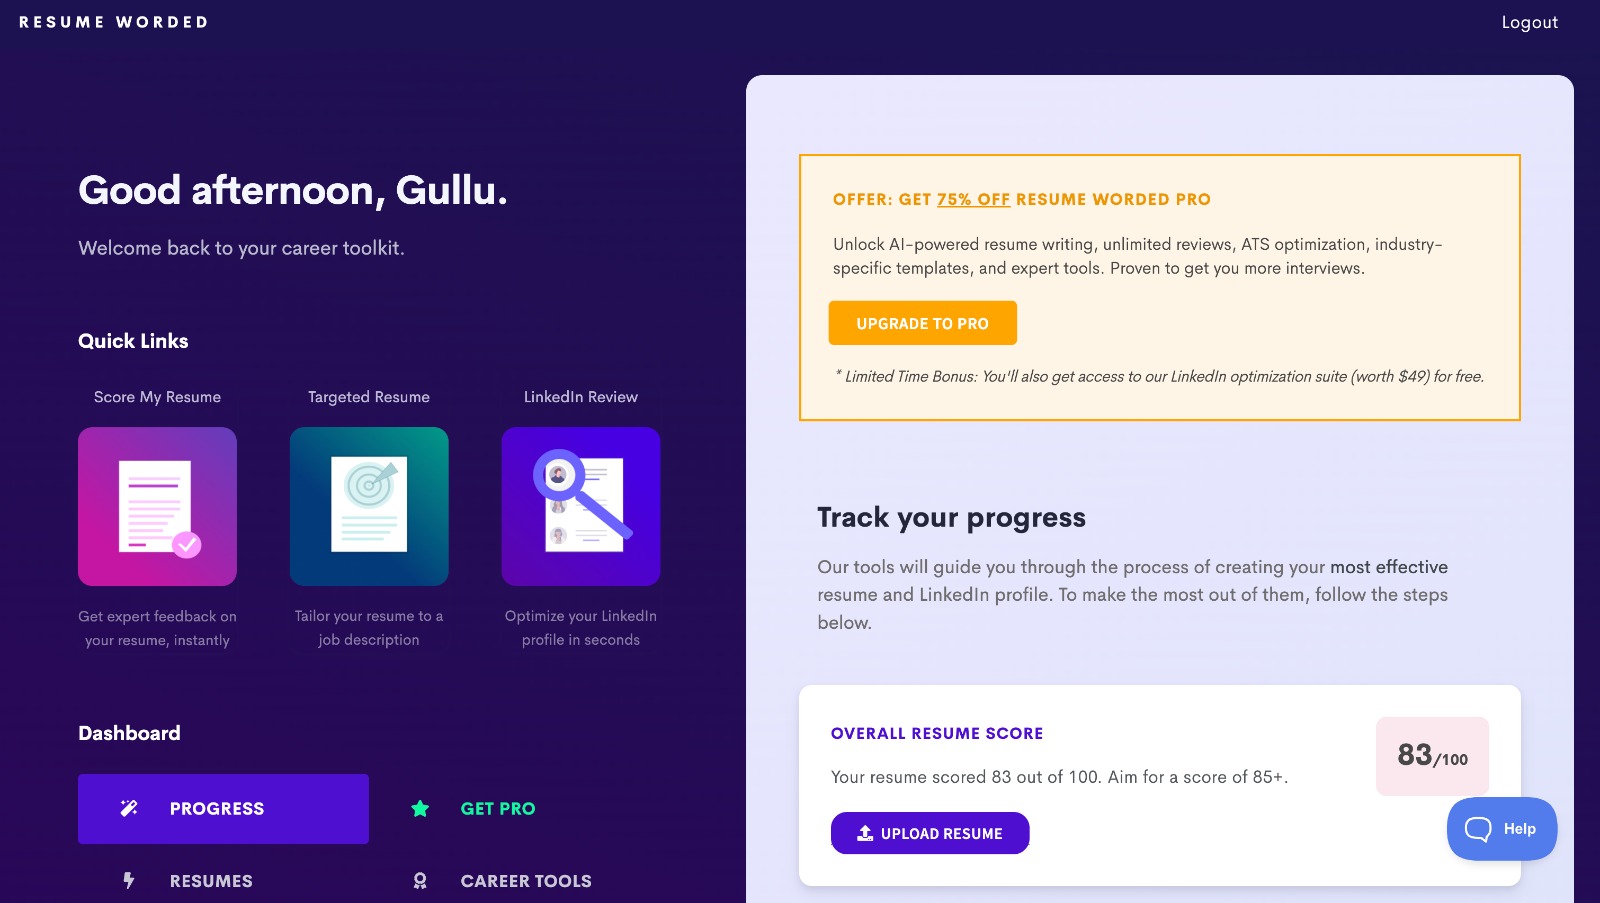 RESUME WORDED
Logout
Good afternoon, Gullu.
Welcome back to your career toolkit.
Quick Links
Score My Resume
Get expert feedback on
your resume, instantly
Targeted Resume
Tailor your resume to a
job description
LinkedIn Review
Optimize your LinkedIn
profile in seconds
Dashboard
PROGRESS
GET PRO
RESUMES
CAREER TOOLS
OFFER: GET 75% OFF RESUME WORDED PRO
Unlock AI-powered resume writing, unlimited reviews, ATS optimization, industry-
specific templates, and expert tools. Proven to get you more interviews.
UPGRADE TO PRO
* Limited Time Bonus: You'll also get access to our LinkedIn optimization suite (worth $49) for free.
Track your progress
Our tools will guide you through the process of creating your most effective
resume and LinkedIn profile. To make the most out of them, follow the steps
below.
OVERALL RESUME SCORE
Your resume scored 83 out of 100. Aim for a score of 85+.
83/100
UPLOAD RESUME
Help